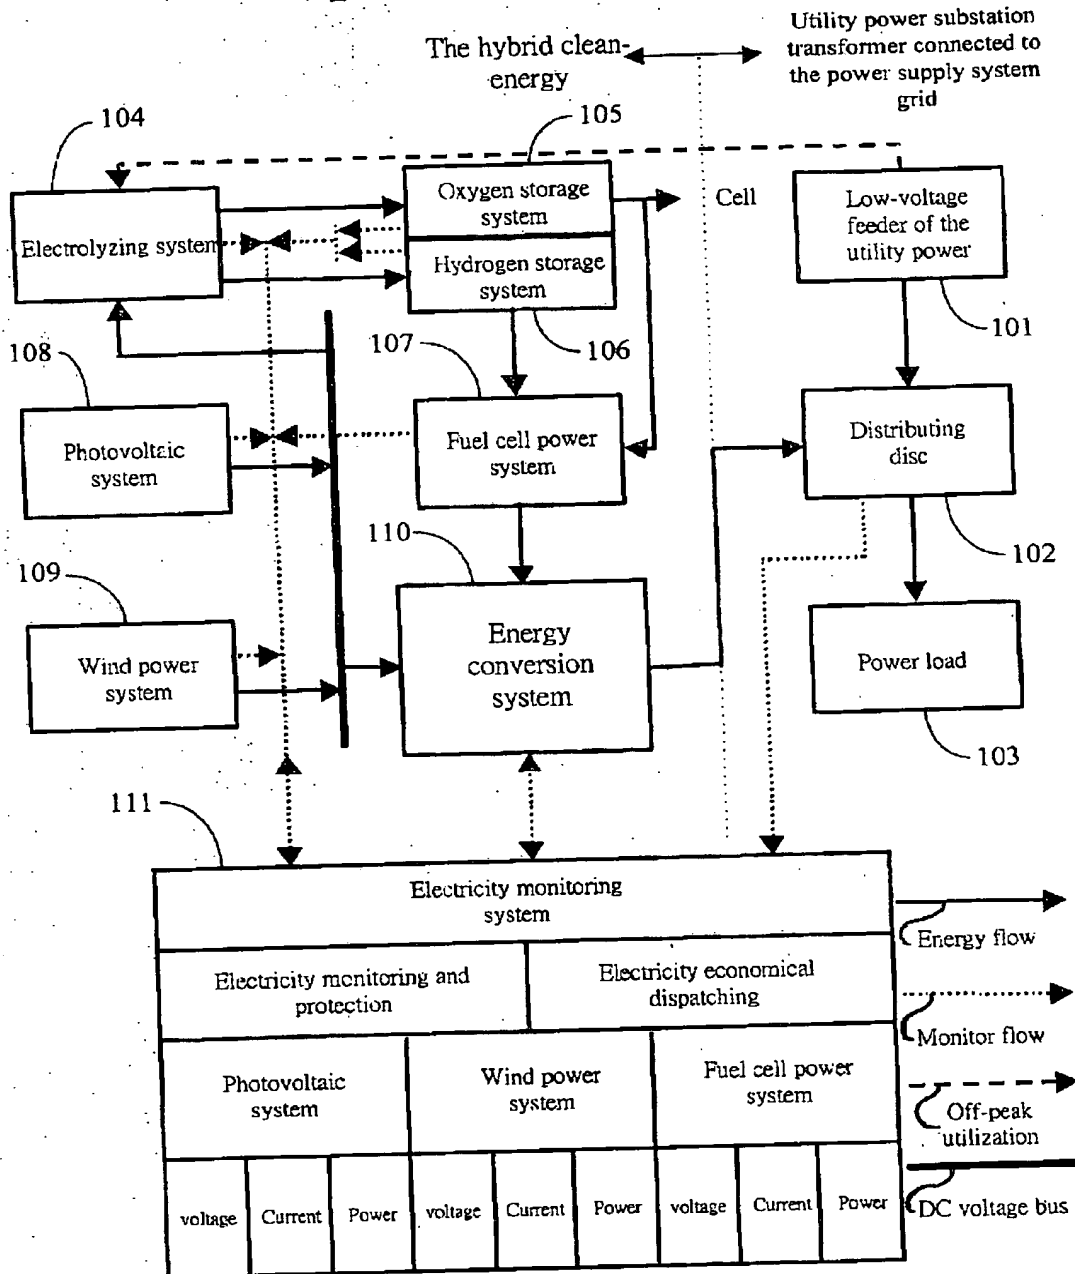 The hybrid clean-
energy
Utility power substation
transformer connected to
the power supply system
grid
104
105
Electrolyzing system
Oxygen storage
system
Cell
Low-voltage
feeder of the
utility power
Hydrogen storage
system
101
108
107
106
Photovoltaic
system
Fuel cell power
system
Distributing
disc
110
102
109
Wind power
system
Energy
conversion
system
Power load
103
111
Electricity monitoring
system
Energy flow
Electricity monitoring and
protection
Electricity economical
dispatching
Monitor flow
Photovoltaic
system
Wind power
system
Fuel cell power
system
Off-peak
utilization
voltage Current Power voltage Current Power voltage Current Power
DC voltage bus